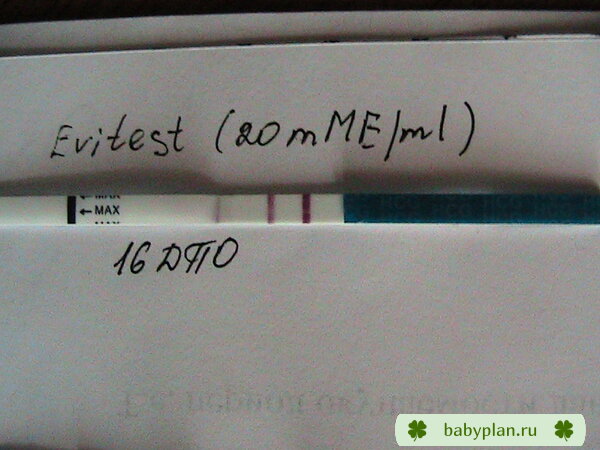 Evitest (20mME/ml)
←MAX
16 ДПО
babyplan.ru